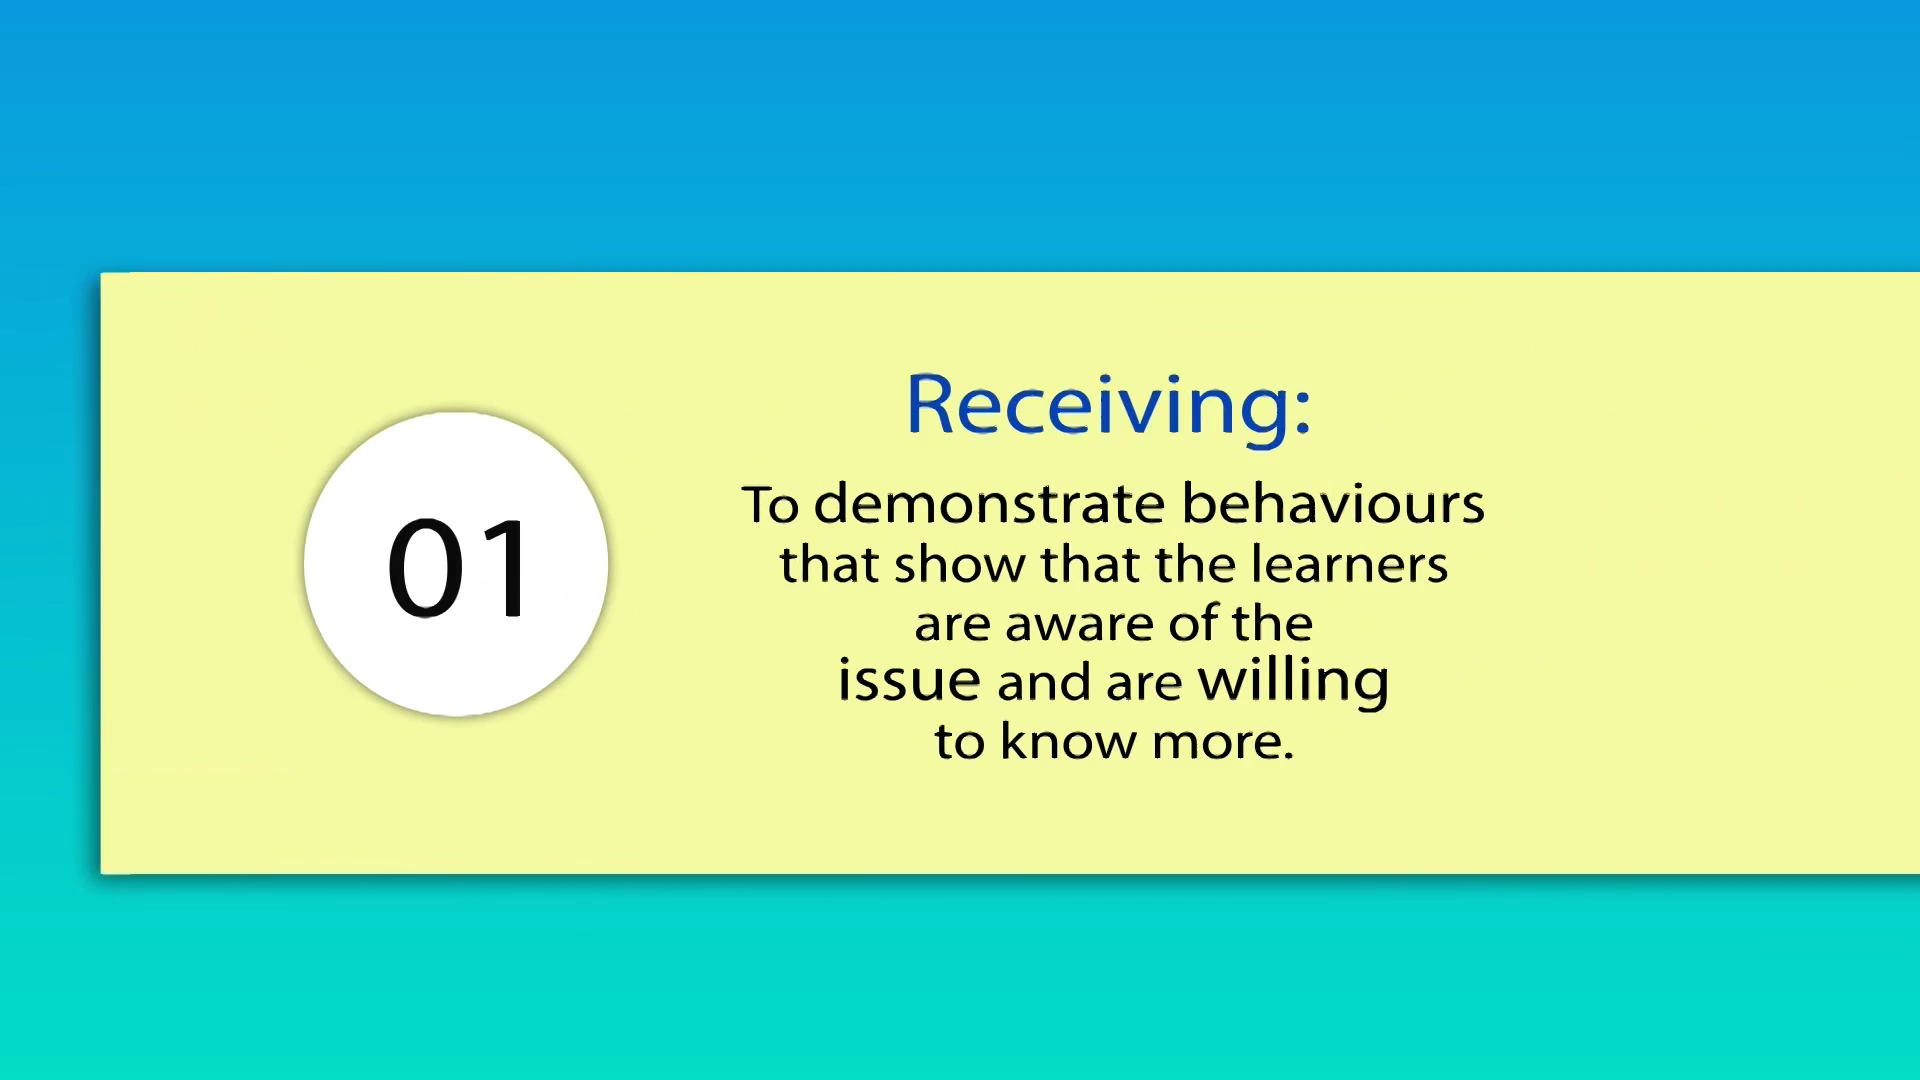 01
Receiving:
To demonstrate behaviours
that show that the learners
are aware of the
issue and are willing
to know more.